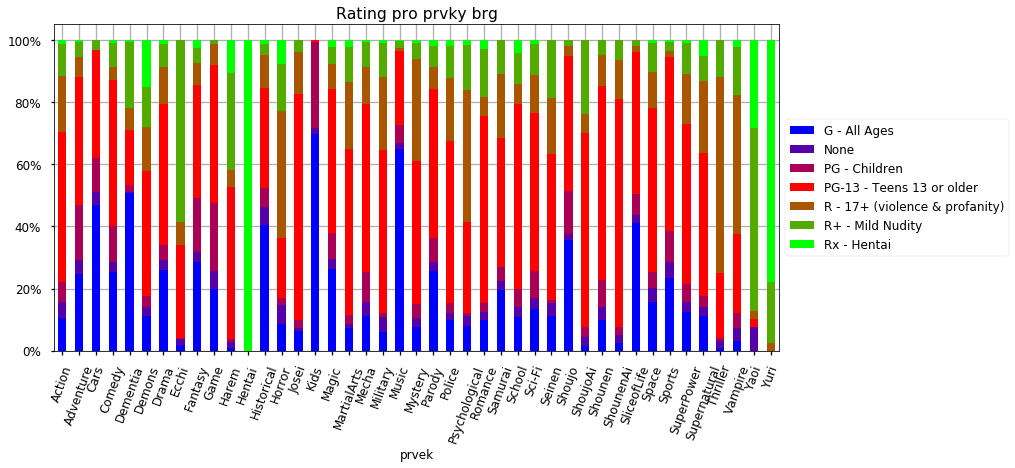 Rating pro prvky brg
100%
80%
60%
40%
20%
0%
G - All Ages
None
PG - Children
PG-13 - Teens 13 or older
R - 17+ (violence & profanity)
R+ - Mild Nudity
Rx - Hentai
Action
Adventure
Cars
Comedy
Dementia
Demons
Drama
Ecchi
Fantasy
Game
Harem
Hentai
Historical
Horror
Josei
Kids
Magic
MartialArts
Mecha
Military
Music
Mystery
Parody
Police
Psychological
Romance
Samurai
School
Sci-Fi
Seinen
Shoujo
ShoujoAi
Shounen
ShounenAi
SliceofLife
Space
Sports
SuperPower
Supernatural
Thriller
Vampire
Yaoi
Yuri
prvek